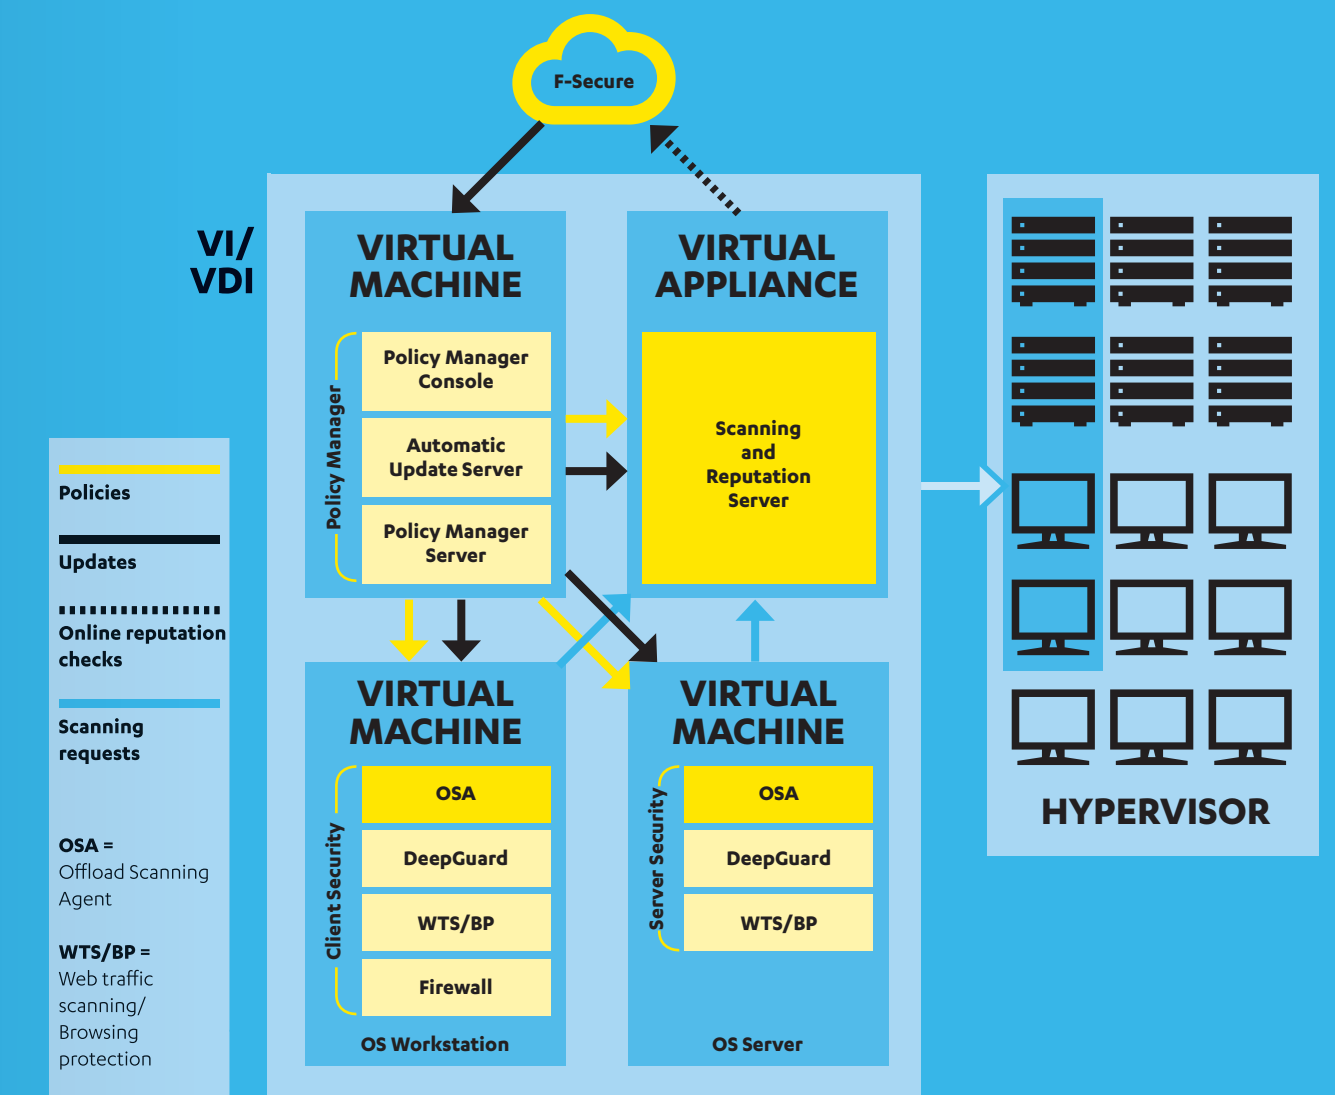 F-Secure
VI/
VDI
VIRTUAL
MACHINE
Policy Manager
Policy Manager
Console
Automatic
Update Server
Policy Manager
Server
VIRTUAL
APPLIANCE
Scanning
and
Reputation
Server
Policies
Updates
Online reputation
checks
Scanning
requests
OSA =
Offload Scanning
Agent
WTS/BP =
Web traffic
scanning/
Browsing
protection
VIRTUAL
MACHINE
Client Security
OSA
DeepGuard
WTS/BP
Firewall
OS Workstation
VIRTUAL
MACHINE
Server Security
OSA
DeepGuard
WTS/BP
OS Server
HYPERVISOR